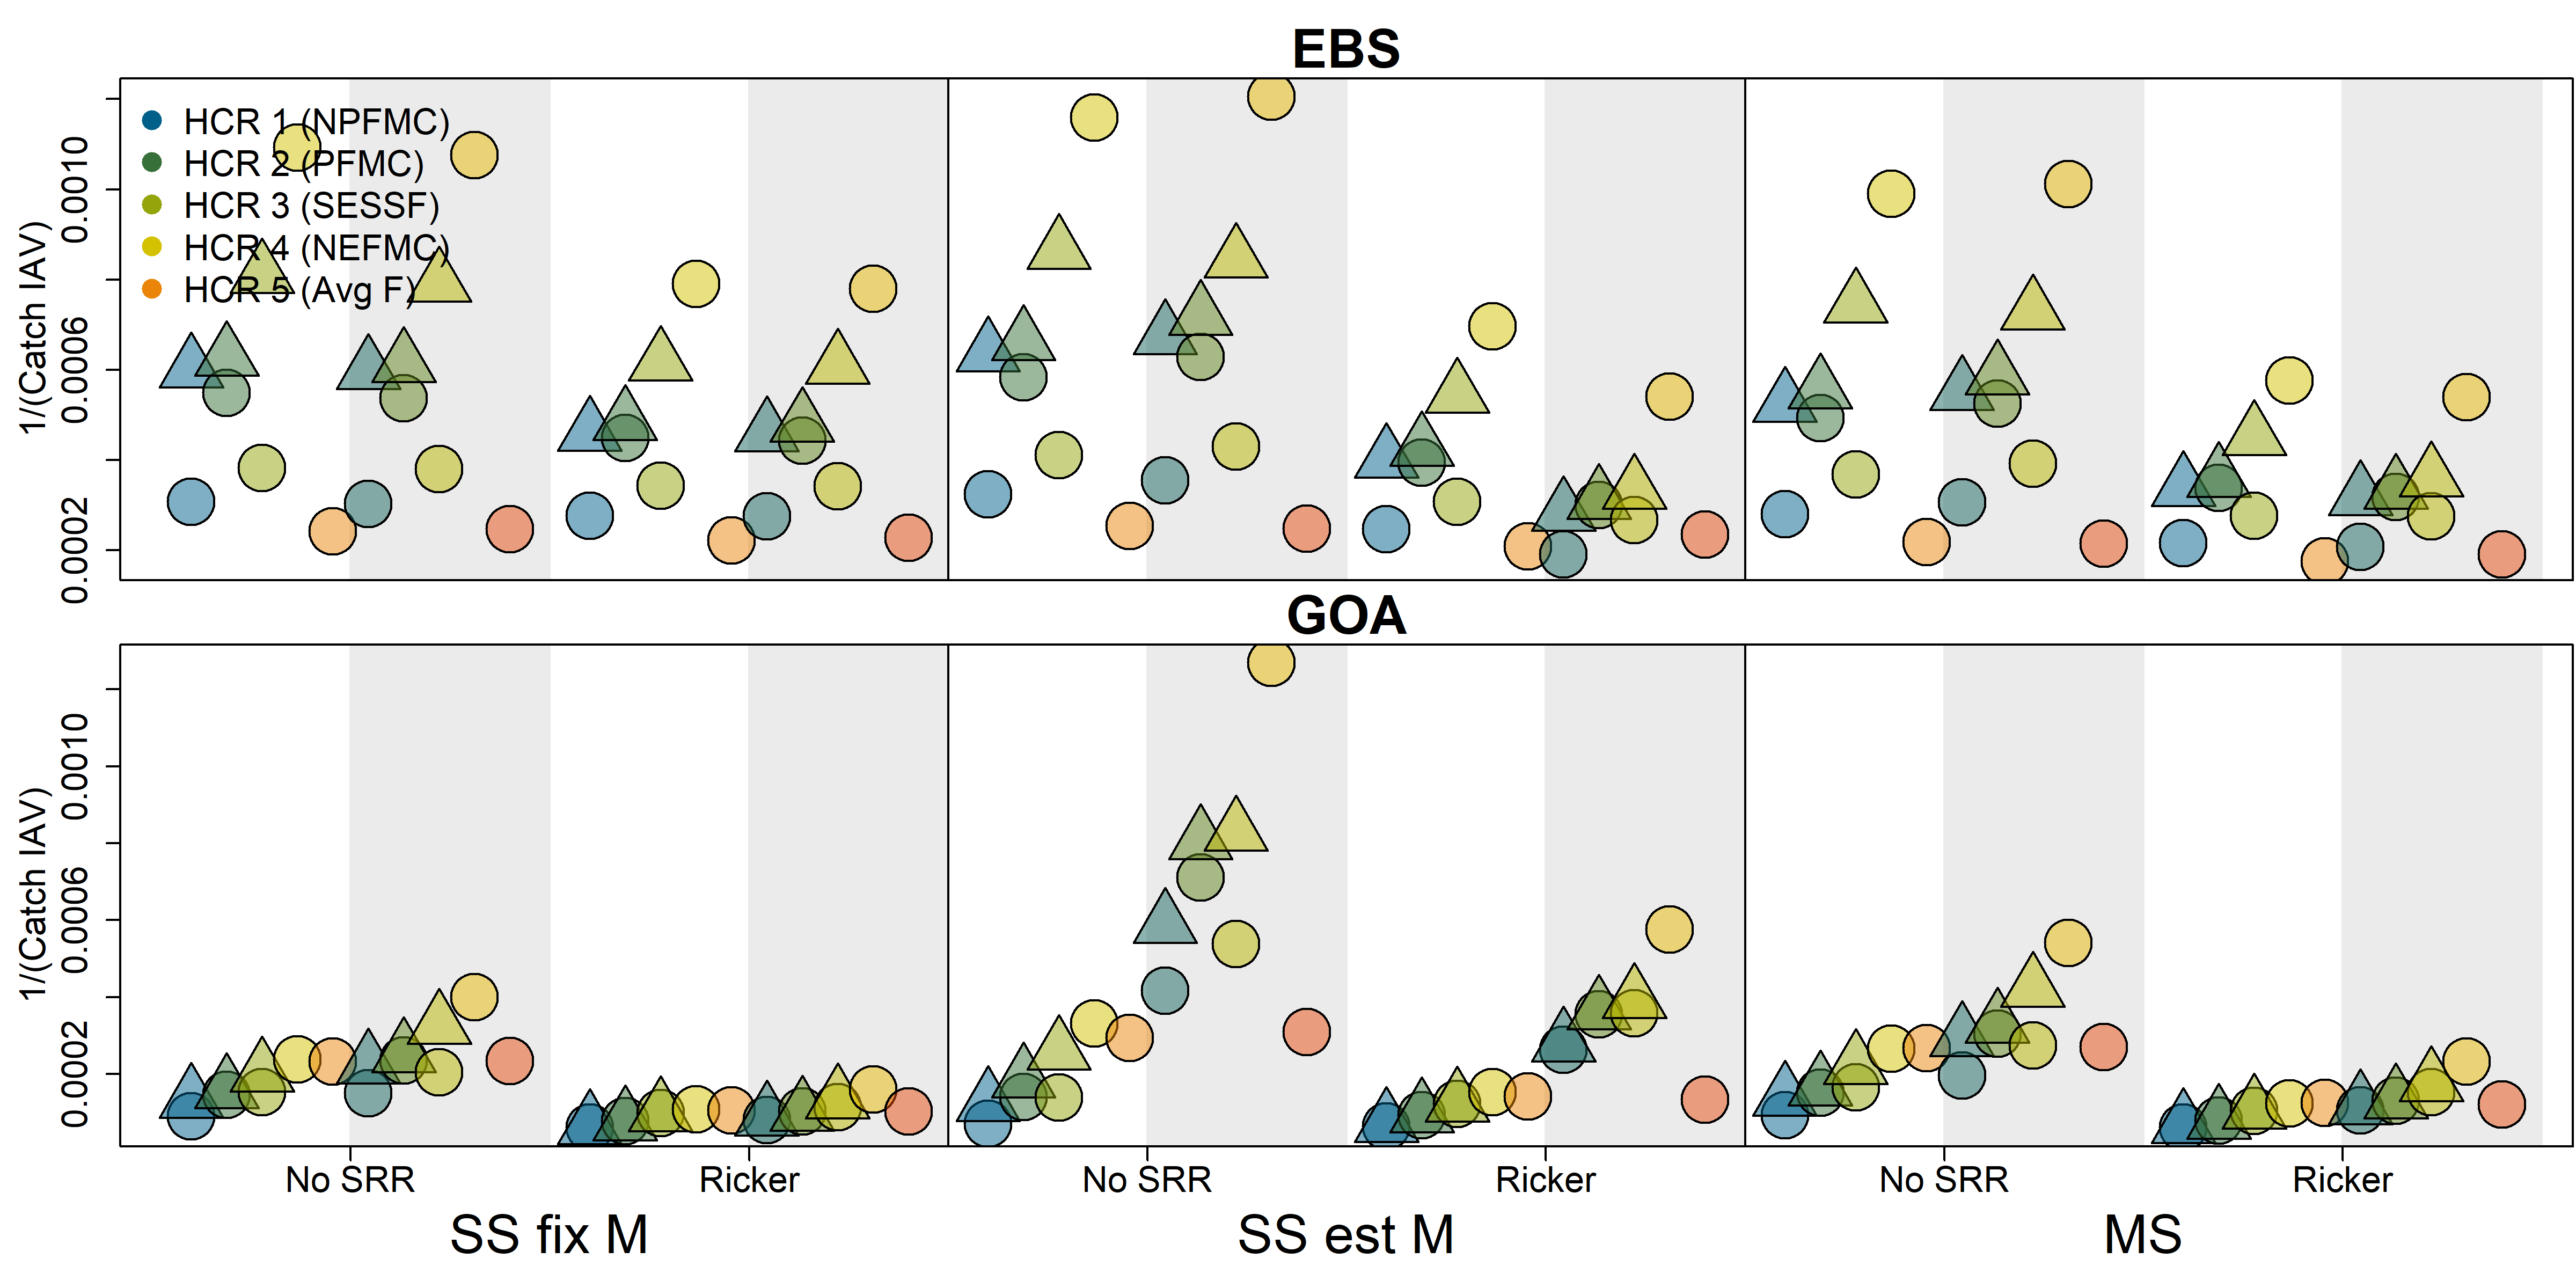 EBS
HCR 1 (NPFMC)
HCR 2 (PFMC)
HCR 3 (SESSF)
HCR 4 (NEFMC)
HCR 5 (Avg F)
1/(Catch IAV)
0.0010
0.0006
0.0002
GOA
1/(Catch IAV)
0.0010
0.0006
0.0002
No SRR Ricker No SRR Ricker No SRR Ricker
SS fix M SS est M MS